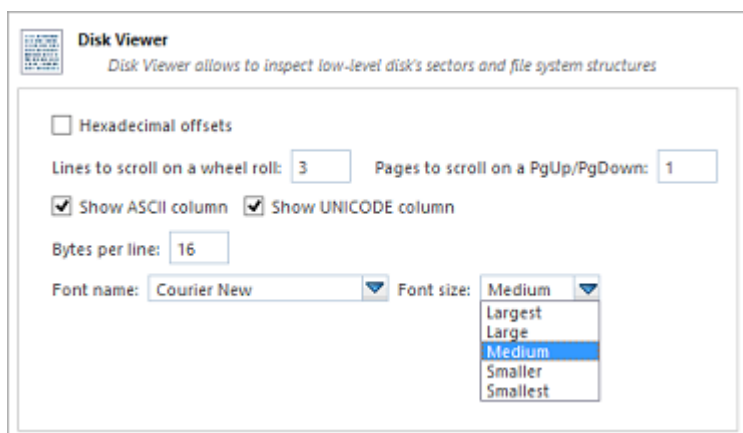 Disk Viewer
Disk Viewer allows to inspect low-level disk's sectors and file system structures
Hexadecimal offsets
Lines to scroll on a wheel roll: 3 Pages to scroll on a PgUp/PgDown: 1
Show ASCII column Show UNICODE column
Bytes per line: 16
Font name: Courier New Font size: Medium
Largest
Large
Medium
Smaller
Smallest